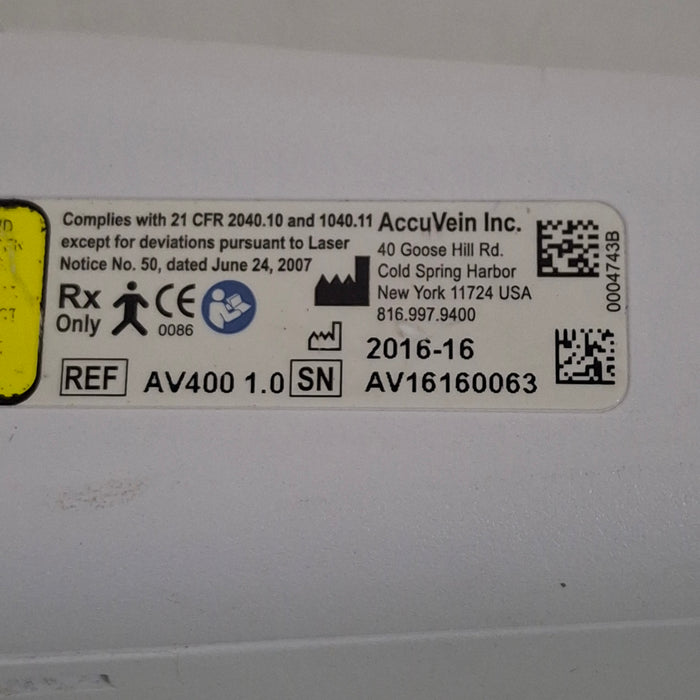 Complies with 21 CFR 2040.10 and 1040.11
except for deviations pursuant to Laser
Notice No. 50, dated June 24, 2007
Rx
Only
CE
0086
AccuVein Inc.
40 Goose Hill Rd.
Cold Spring Harbor
New York 11724 USA
816.997.9400
0004743B
2016-16
REF AV400 1.0 SN AV16160063